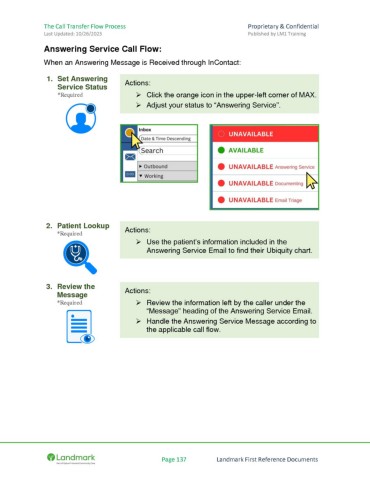 The Call Transfer Flow Process
Proprietary & Confidential
Last Updated: 10/26/2023
Published by LM1 Training
Answering Service Call Flow:
When an Answering Message is Received through InContact:
1. Set Answering
Service Status
*Required
Actions:
➢ Click the orange icon in the upper-left corner of MAX.
➢ Adjust your status to “Answering Service”.
Inbox
Date & Time Descending
Search
Outbound
Working
UNAVAILABLE
AVAILABLE
UNAVAILABLE Answering Service
UNAVAILABLE Documenting
UNAVAILABLE Email Triage
2. Patient Lookup
*Required
Actions:
➢ Use the patient’s information included in the
Answering Service Email to find their Ubiquity chart.
3. Review the
Message
*Required
Actions:
➢ Review the information left by the caller under the
“Message” heading of the Answering Service Email.
➢ Handle the Answering Service Message according to
the applicable call flow.
Landmark
Page 137
Landmark First Reference Documents